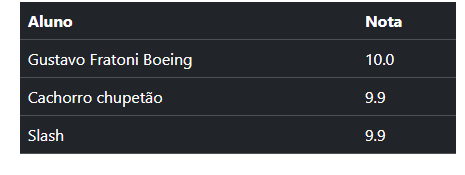 Aluno Nota
Gustavo Fratoni Boeing 10.0
Cachorro chupetão 9.9
Slash 9.9